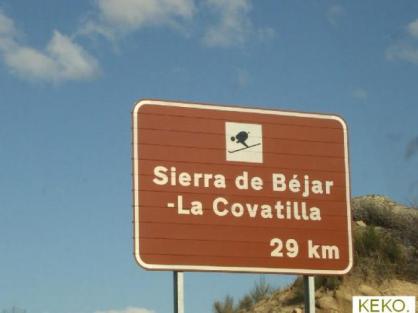 Sierra de Béjar
-La Covatilla
29 km
KEKO.